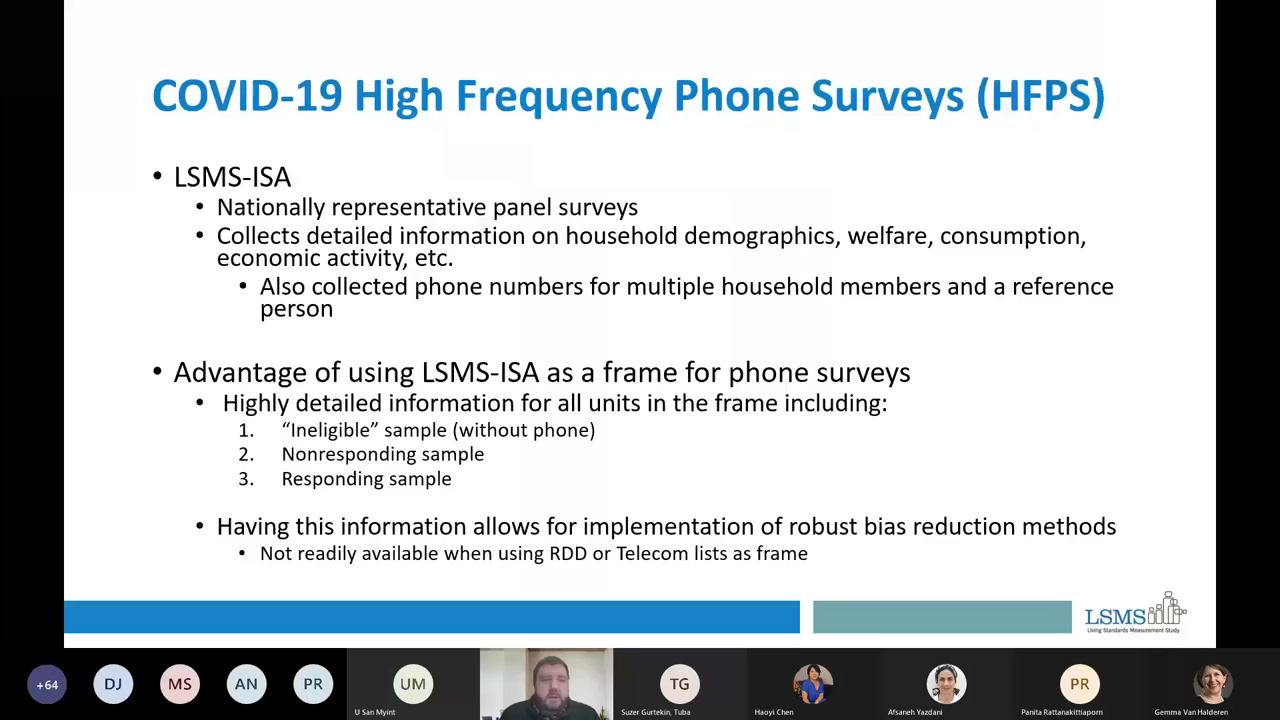 COVID-19 High Frequency Phone Surveys (HFPS)
• LSMS-ISA
• Nationally representative panel surveys
• Collects detailed information on household demographics, welfare, consumption,
economic activity, etc.
• Also collected phone numbers for multiple household members and a reference
person
• Advantage of using LSMS-ISA as a frame for phone surveys
• Highly detailed information for all units in the frame including:
1. “Ineligible” sample (without phone)
2. Nonresponding sample
3. Responding sample
• Having this information allows for implementation of robust bias reduction methods
• Not readily available when using RDD or Telecom lists as frame
LSMS
Living Standards Measurement Study
+64 DJ MS AN PR UM TG PR
U San Myint Suzer Gurtekin, Tuba Haoyi Chen Afsaneh Yazdani Panita Rattanakittiaporn Gemma Van Halderen